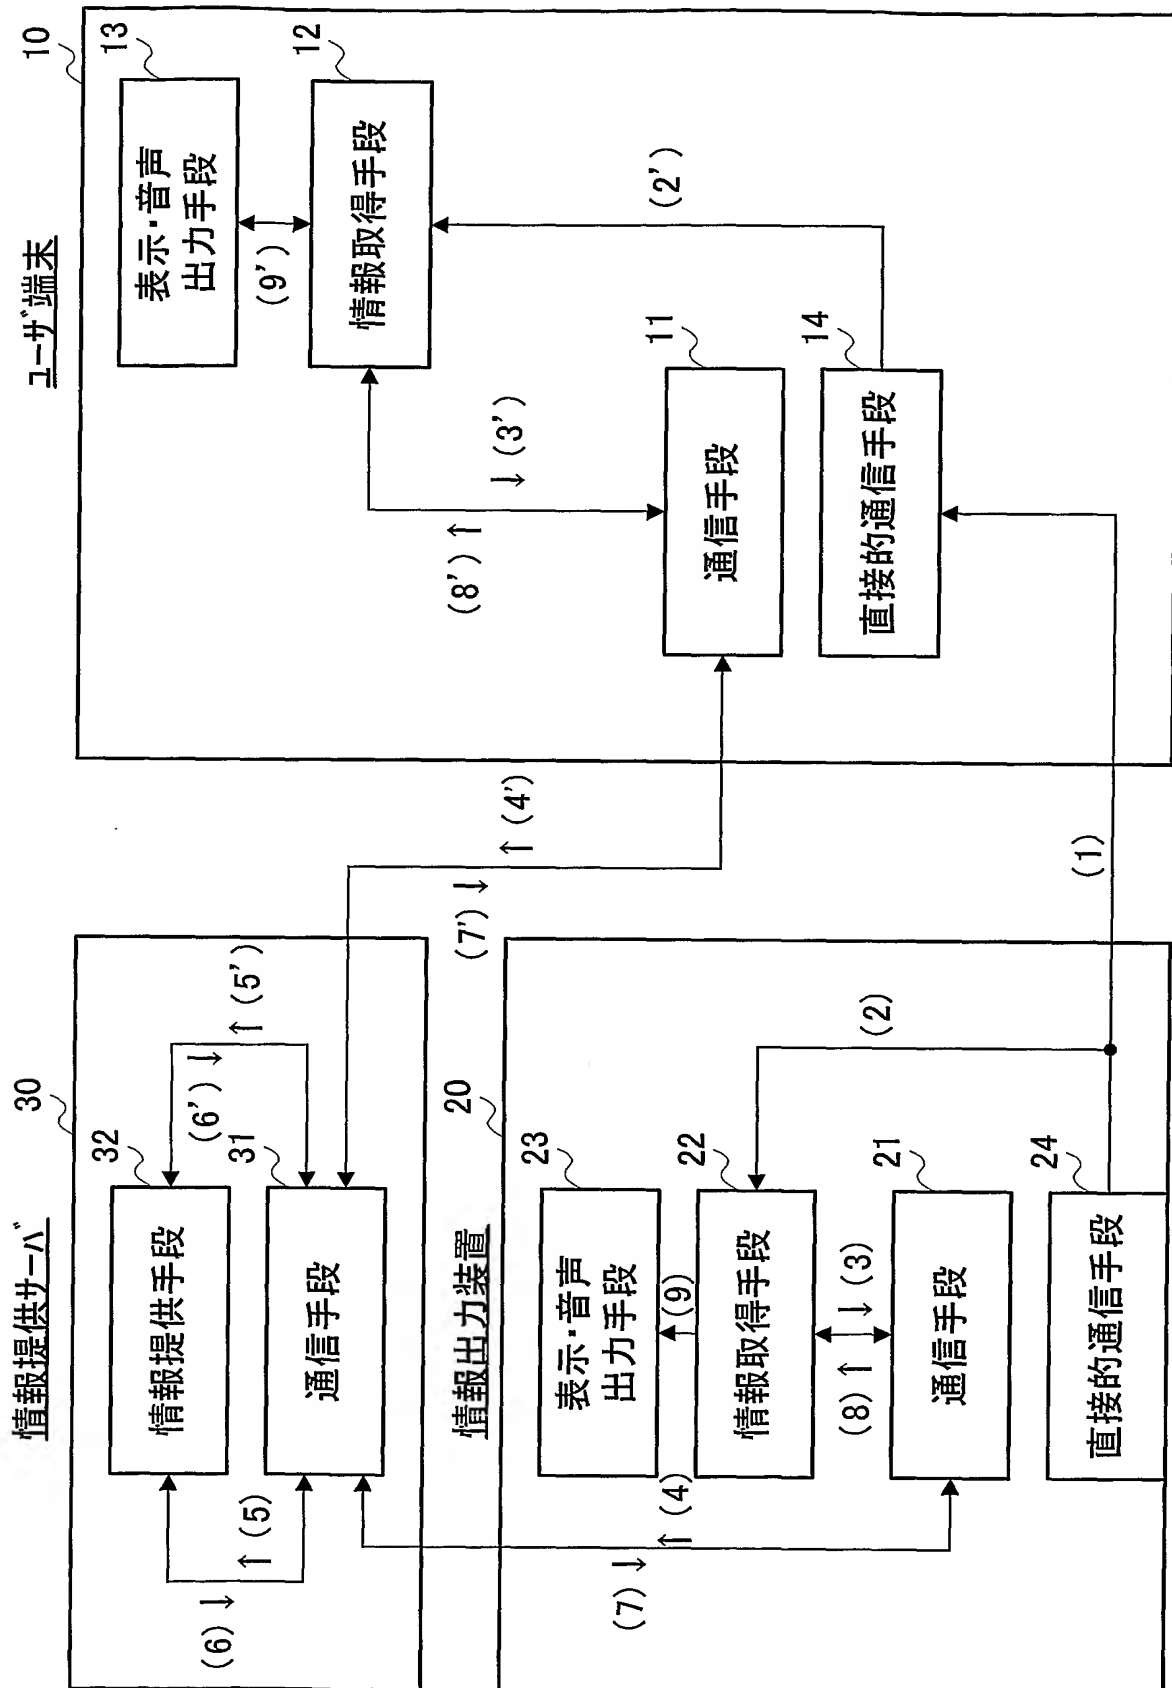 情報提供サーバ
30
32
情報提供手段
31
通信手段
(5)
(6)
(5')
(6')
(7)
(4)
(7')
(4')
情報出力装置
20
23
表示・音声
出力手段
(9)
22
情報取得手段
(2)
(8)
(3)
21
通信手段
24
直接的通信手段
(1)
ユーザ端末
10
13
表示・音声
出力手段
(9')
12
情報取得手段
(2')
(8')
(3')
11
通信手段
14
直接的通信手段